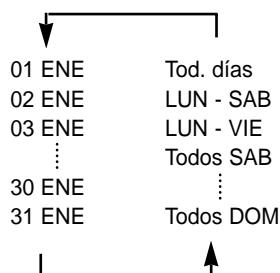 01 ENE Tod. días
02 ENE LUN - SAB
03 ENE LUN - VIE
Todos SAB
30 ENE
31 ENE Todos DOM